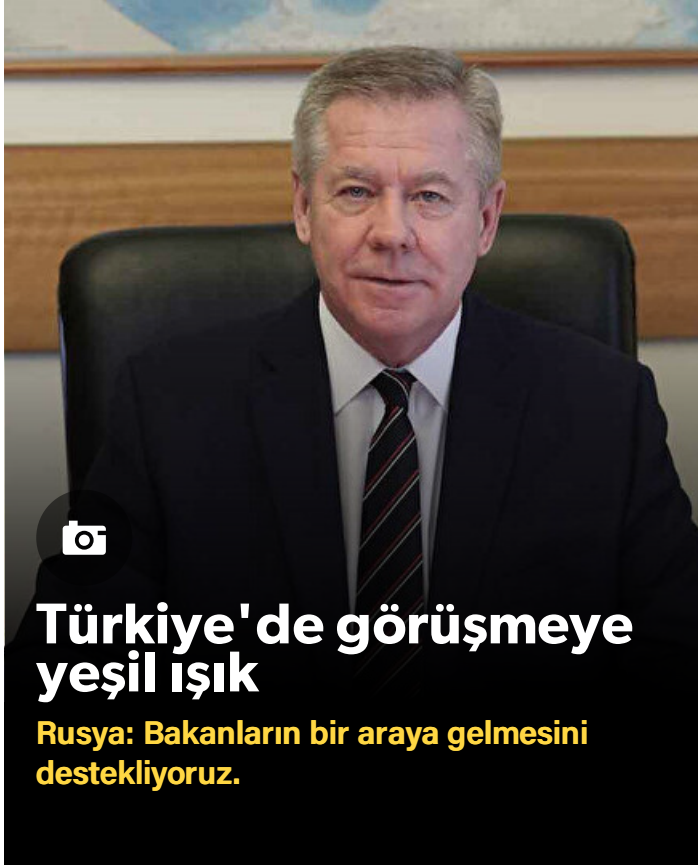 Türkiye'de görüşmeye
yeşil ışık
Rusya: Bakanların bir araya gelmesini
destekliyoruz.